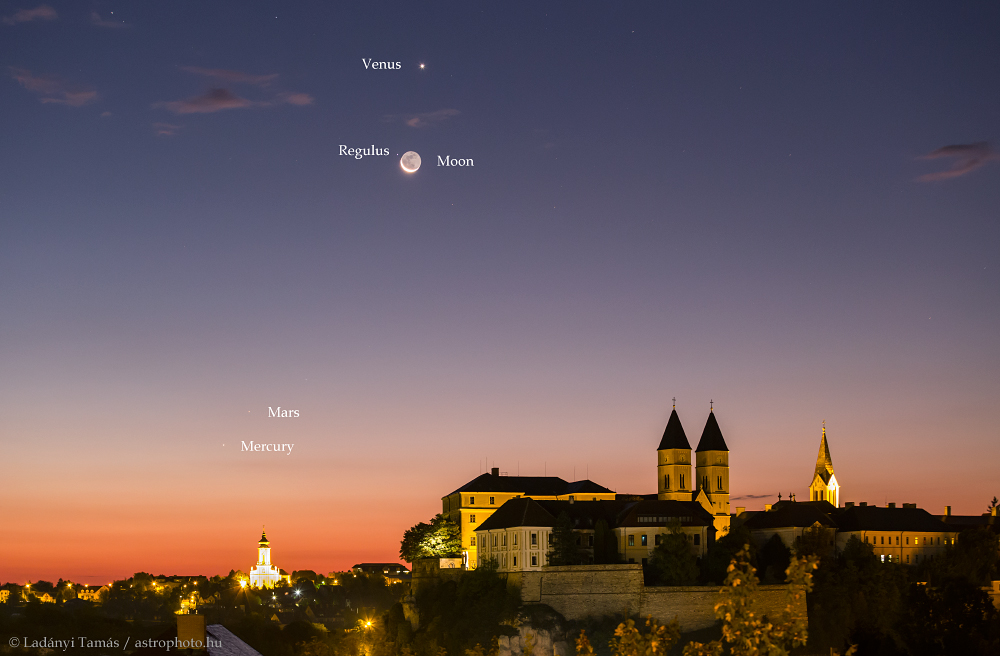 Venus
Regulus
Moon
Mars
Mercury
© Ladányi Tamás / astrophoto.hu